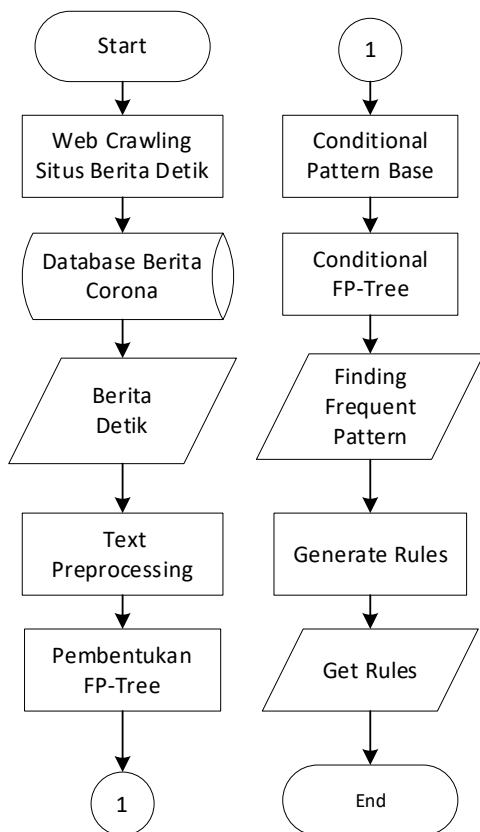 Start
Web Crawling
Situs Berita Detik
Database Berita
Corona
Berita
Detik
Text
Preprocessing
Pembentukan
FP-Tree
1
1
Conditional
Pattern Base
Conditional
FP-Tree
Finding
Frequent
Pattern
Generate Rules
Get Rules
End